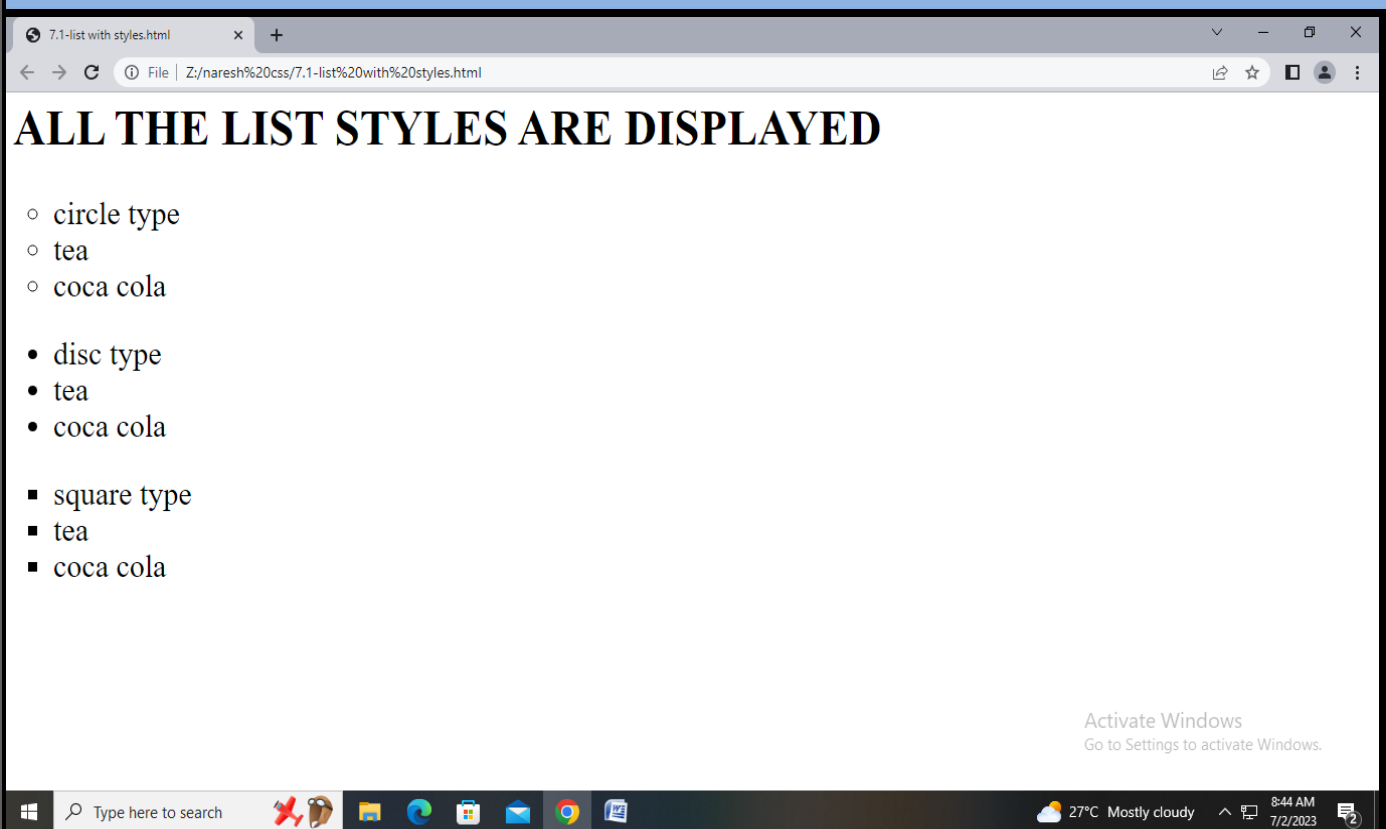 7.1-list with styles.html
File
Z:/naresh%20css/7.1-list%20with%20styles.html
ALL THE LIST STYLES ARE DISPLAYED
circle type
tea
coca cola
disc type
tea
coca cola
square type
tea
coca cola
Activate Windows
Go to Settings to activate Windows.
Type here to search
27°C Mostly cloudy
8:44 AM
7/2/2023
2